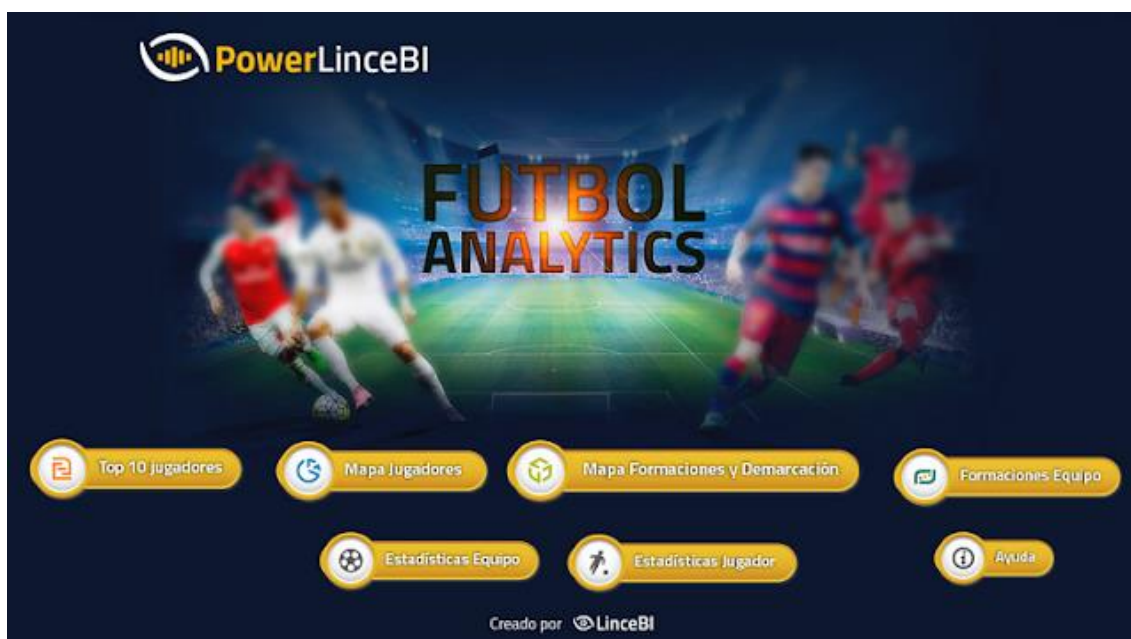 PowerLinceBI
FÚTBOL
ANALYTICS
Top 10 jugadores
Mapa Jugadores
Mapa Formaciones y Demarcación
Formaciones Equipo
Estadísticas Equipo
Estadísticas Jugador
Ayuda
Creado por LinceBI